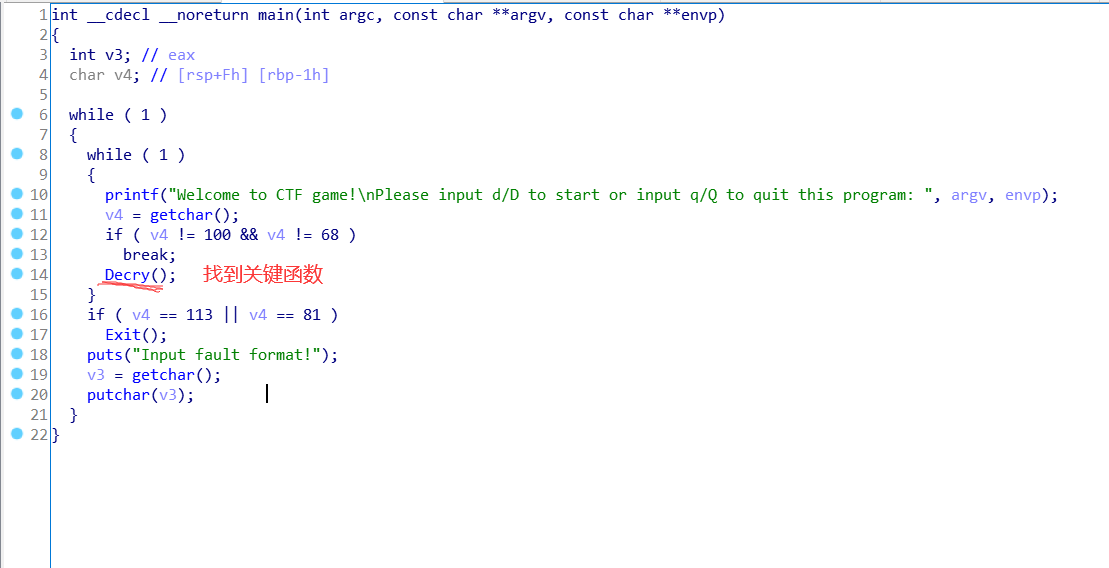 1 int __cdecl __noreturn main(int argc, const char **argv, const char **envp)
2 {
3 int v3; // eax
4 char v4; // [rsp+Fh] [rbp-1h]
5
6 while ( 1 )
7 {
8 while ( 1 )
9 {
10 printf("Welcome to CTF game!\nPlease input d/D to start or input q/Q to quit this program: ", argv, envp);
11 v4 = getchar();
12 if ( v4 != 100 && v4 != 68 )
13 break;
14 Decry(); 找到关键函数
15 }
16 if ( v4 == 113 || v4 == 81 )
17 Exit();
18 puts("Input fault format!");
19 v3 = getchar();
20 putchar(v3);
21 }
22 }